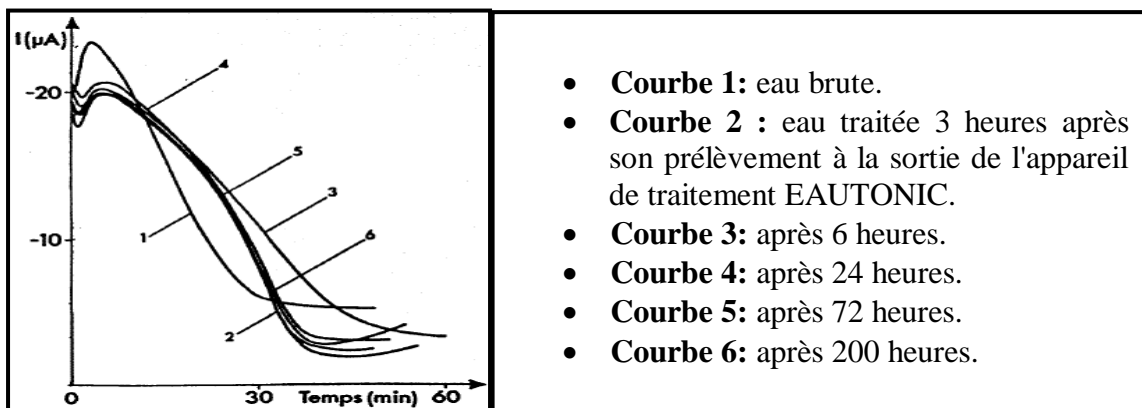 I (µA)
-20
-10
0
30
Temps (min)
60
4
5
3
1
6
2
• Courbe 1: eau brute.
• Courbe 2 : eau traitée 3 heures après
son prélèvement à la sortie de l'appareil
de traitement EAUTONIC.
• Courbe 3: après 6 heures.
• Courbe 4: après 24 heures.
• Courbe 5: après 72 heures.
• Courbe 6: après 200 heures.